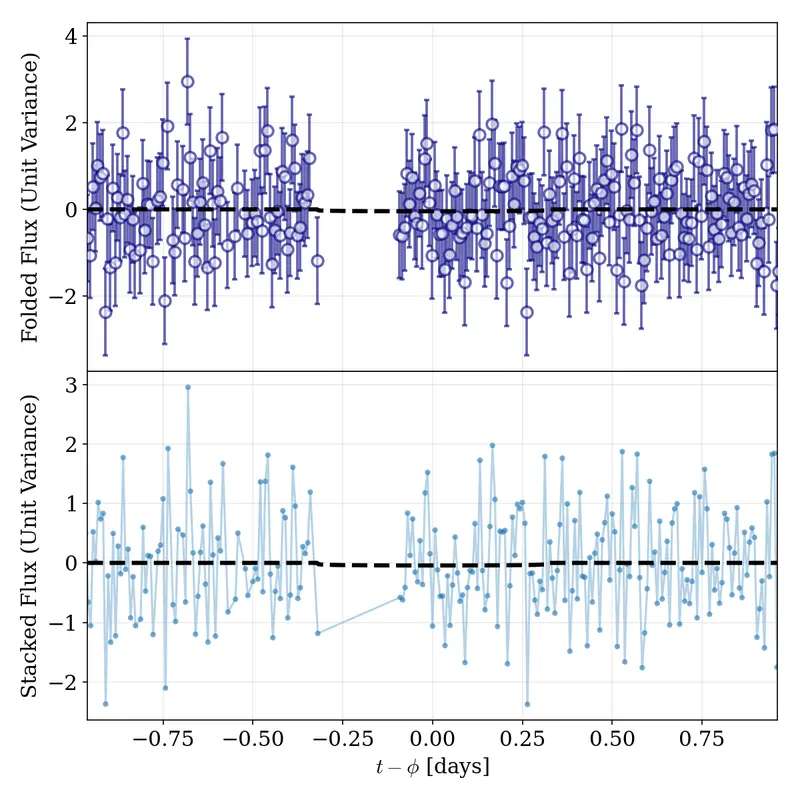 Folded Flux (Unit Variance)
4
2
0
−2
Stacked Flux (Unit Variance)
3
2
1
0
−1
−2
−0.75 −0.50 −0.25 0.00 0.25 0.50 0.75
t − ϕ [days]